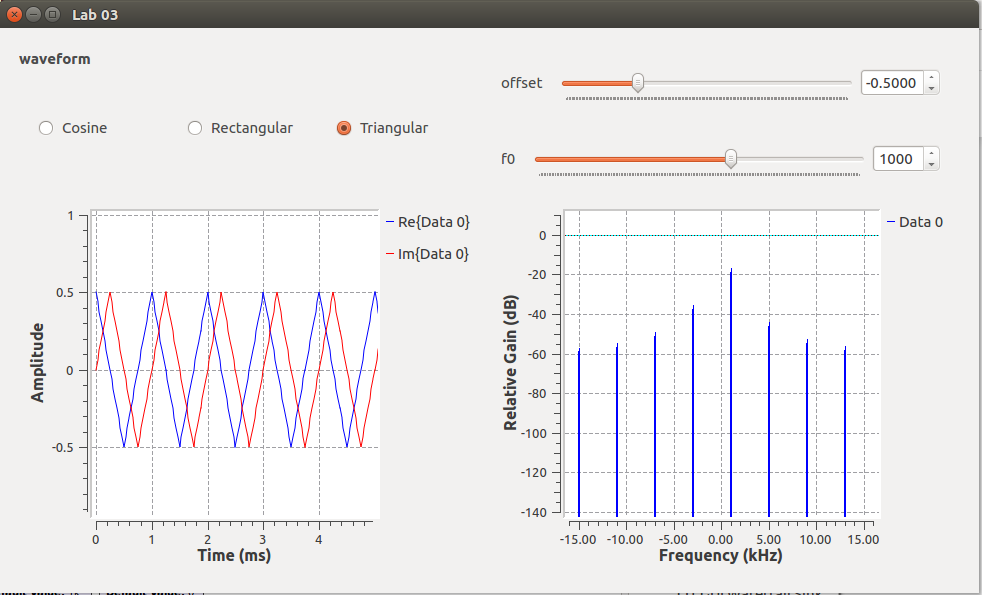 Lab 03
waveform
offset
-0.5000
Cosine
Rectangular
Triangular
f0
1000
1
0.5
0
-0.5
Amplitude
0 1 2 3 4
Time (ms)
Re{Data 0}
Im{Data 0}
0
-20
-40
-60
-80
-100
-120
-140
Relative Gain (dB)
-15.00 -10.00 -5.00 0.00 5.00 10.00 15.00
Frequency (kHz)
Data 0